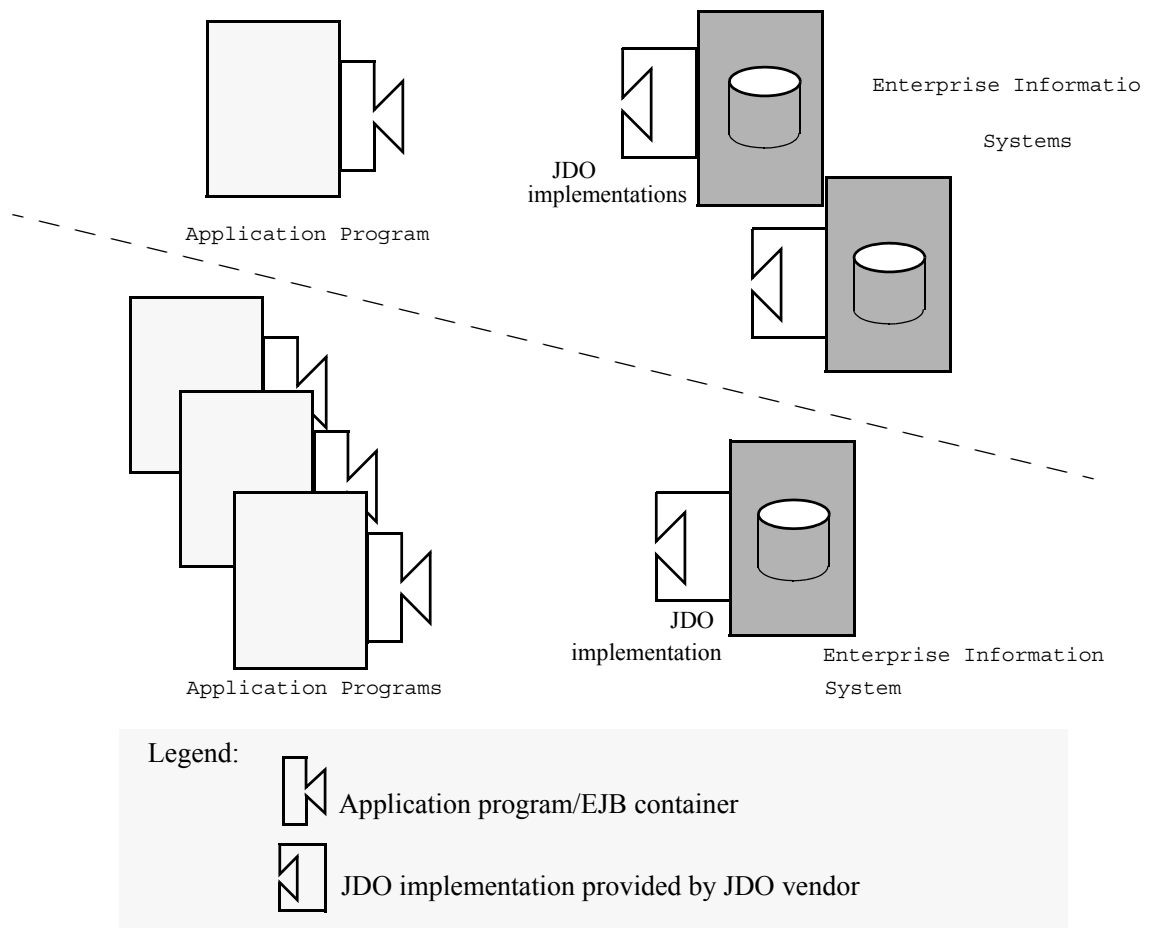 Enterprise Informatio
Systems
JDO
implementations
Application Program
JDO
implementation
Enterprise Information
System
Application Programs
Legend:
Application program/EJB container
JDO implementation provided by JDO vendor